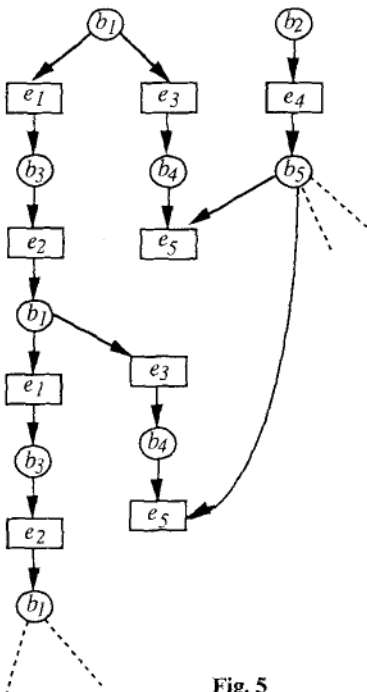 b1 b2
e1 e3 e4
b3 b4 b5
e2 e5
b1
e1 e3
b3 b4
e2 e5
b1
Fig. 5